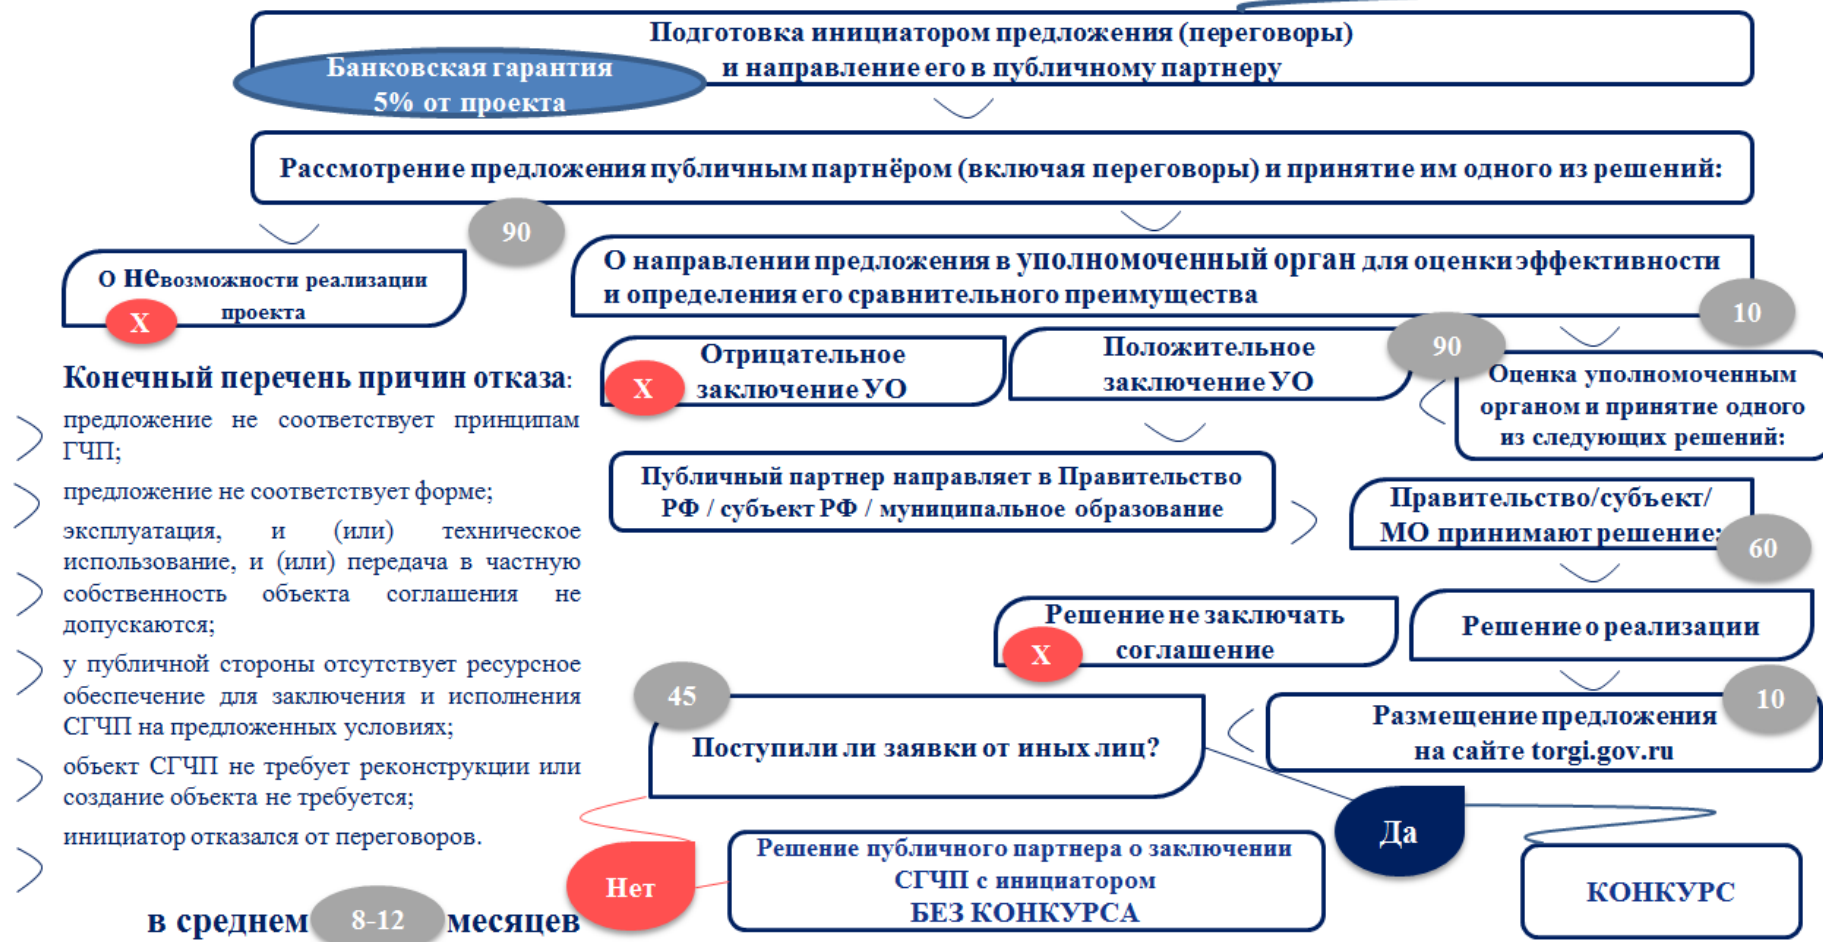 Подготовка инициатором предложения (переговоры)
и направление его в публичному партнеру
Банковская гарантия
5% от проекта
Рассмотрение предложения публичным партнёром (включая переговоры) и принятие им одного из решений:
90
О невозможности реализации
проекта
X
О направлении предложения в уполномоченный орган для оценки эффективности
и определения его сравнительного преимущества
10
Отрицательное
заключение УО
X
Положительное
заключение УО
90
Оценка уполномоченным
органом и принятие одного
из следующих решений:
Конечный перечень причин отказа:
предложение не соответствует принципам
ГЧП;
предложение не соответствует форме;
эксплуатация, и (или) техническое
использование, и (или) передача в частную
собственность объекта соглашения не
допускаются;
у публичной стороны отсутствует ресурсное
обеспечение для заключения и исполнения
СГЧП на предложенных условиях;
объект СГЧП не требует реконструкции или
создание объекта не требуется;
инициатор отказался от переговоров.
в среднем 8-12 месяцев
Публичный партнер направляет в Правительство
РФ / субъект РФ / муниципальное образование
Правительство/субъект/
МО принимают решение:
60
Решение не заключать
соглашение
X
Решение о реализации
10
Размещение предложения
на сайте torgi.gov.ru
45
Поступили ли заявки от иных лиц?
Да
Нет
Решение публичного партнера о заключении
СГЧП с инициатором
БЕЗ КОНКУРСА
КОНКУРС